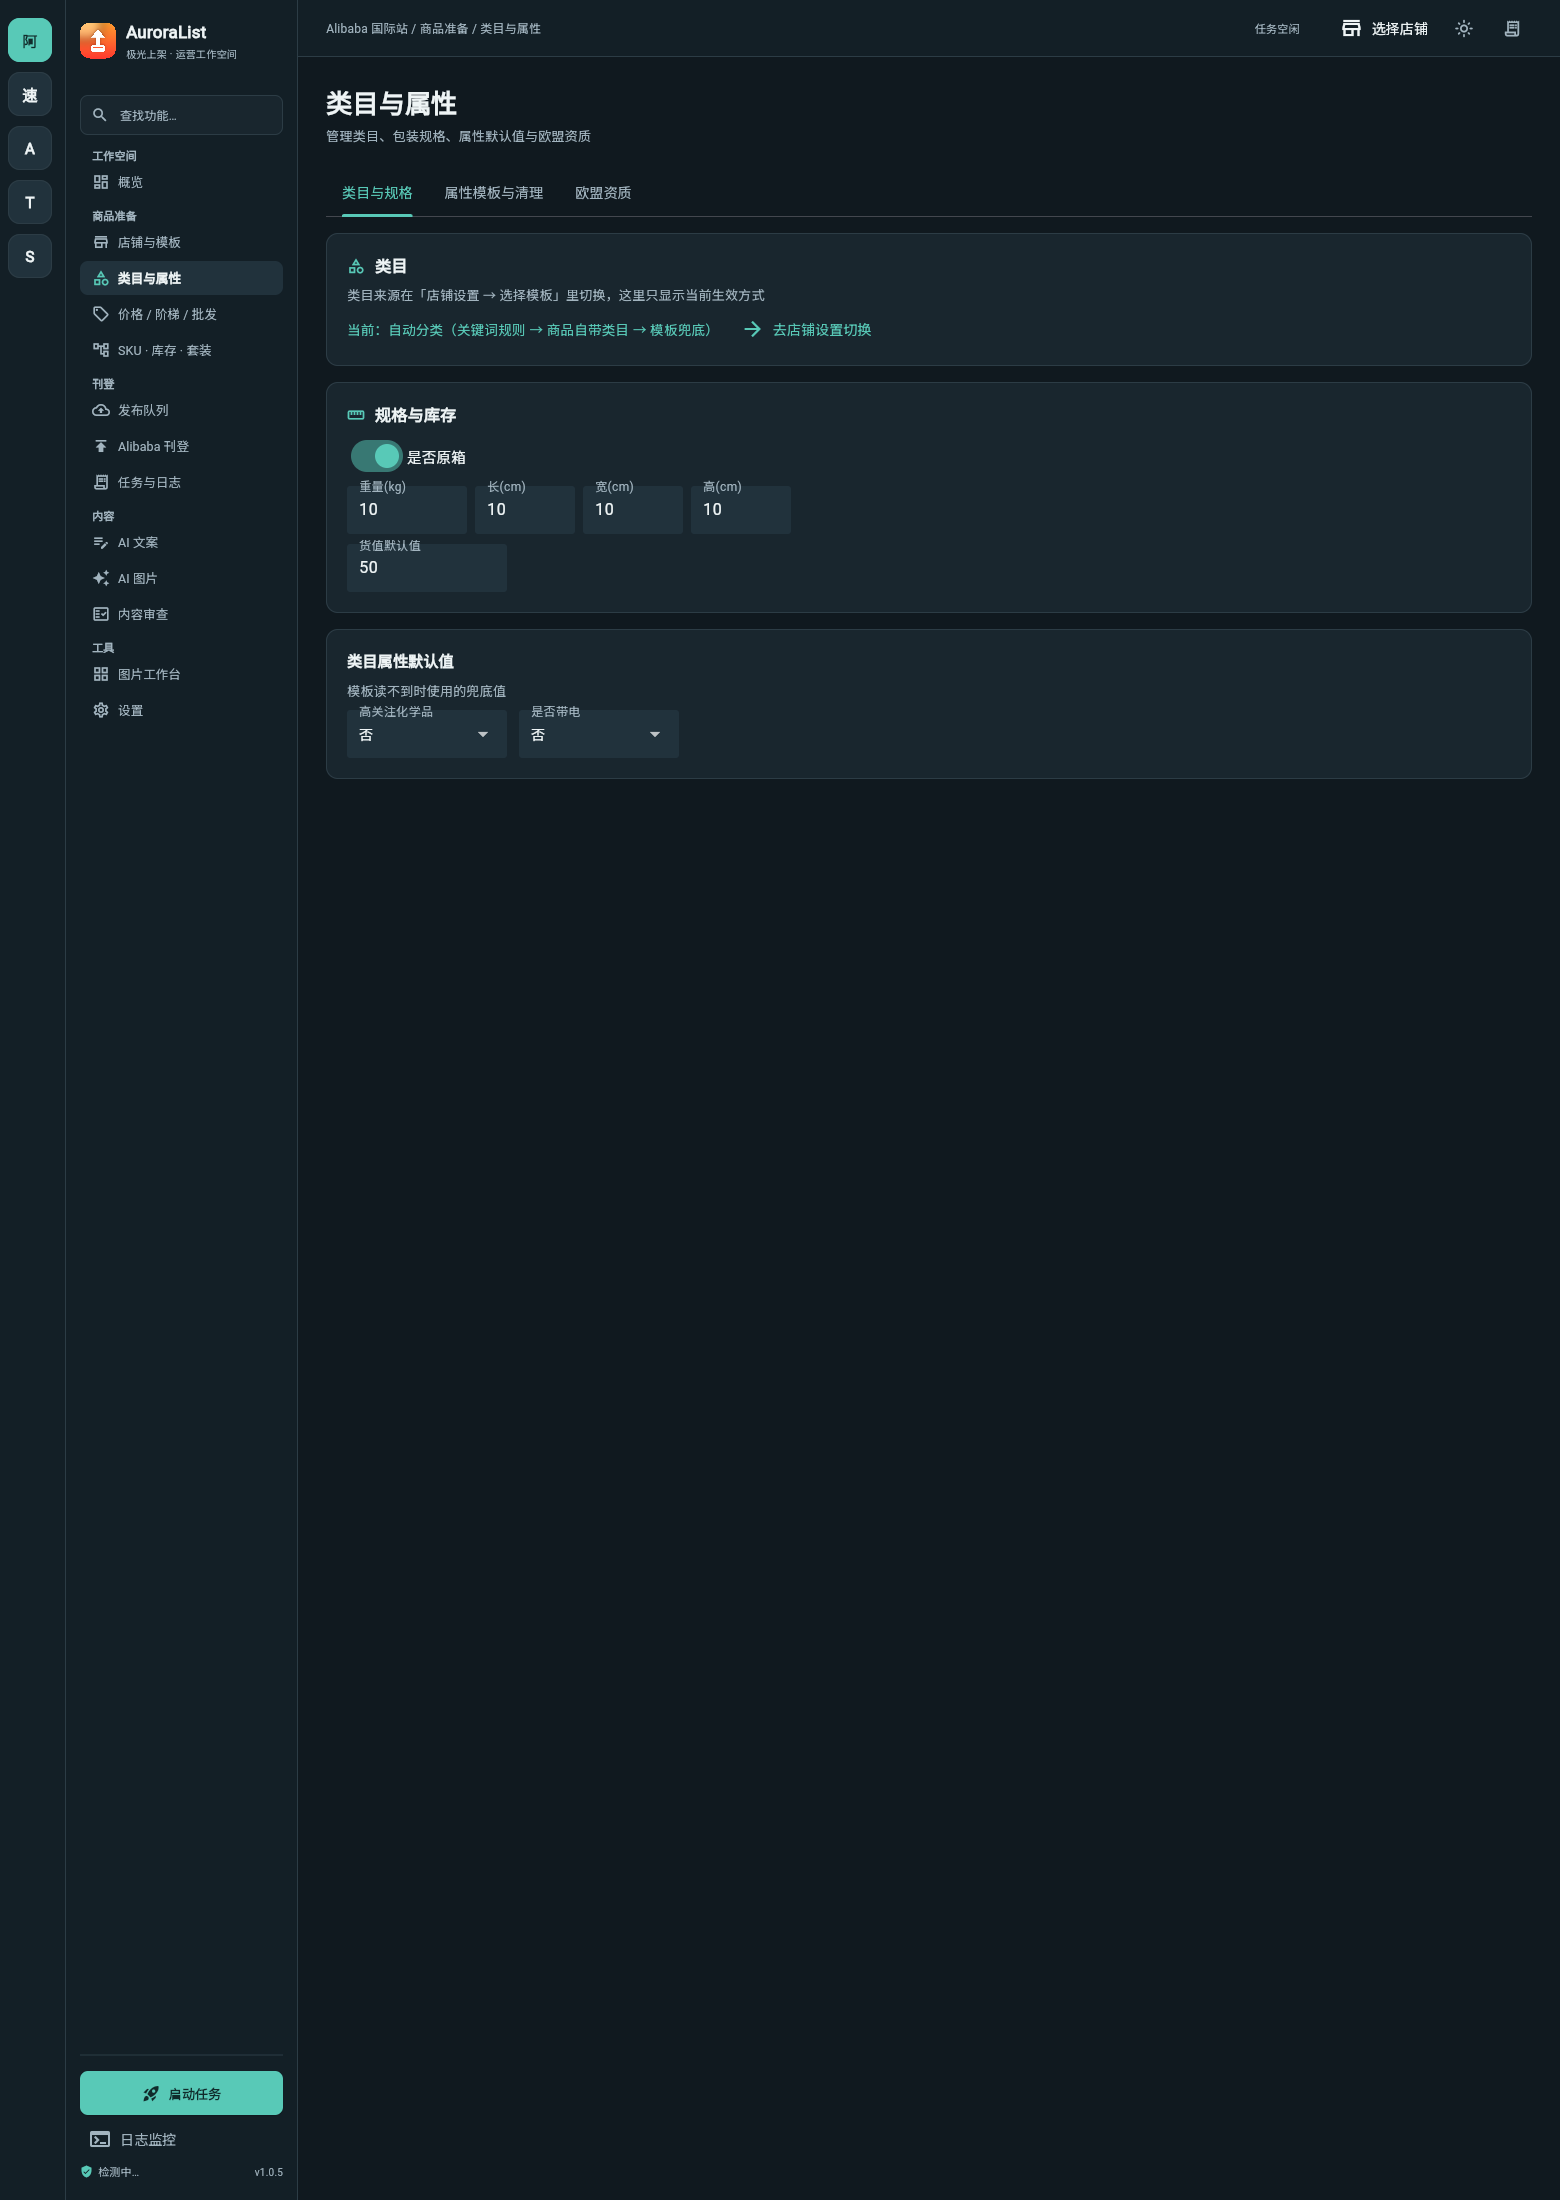 阿
速
A
T
S
AuroraList
极光上架 · 运营工作空间
查找功能...
工作空间
概览
商品准备
店铺与模板
类目与属性
价格 / 阶梯 / 批发
SKU · 库存 · 套装
刊登
发布队列
Alibaba 刊登
任务与日志
内容
AI 文案
AI 图片
内容审查
工具
图片工作台
设置
启动任务
日志监控
检测中... v1.0.5
Alibaba 国际站 / 商品准备 / 类目与属性
任务空闲 选择店铺
类目与属性
管理类目、包装规格、属性默认值与欧盟资质
类目与规格 属性模板与清理 欧盟资质
类目
类目来源在「店铺设置 → 选择模板」里切换，这里只显示当前生效方式
当前：自动分类（关键词规则 → 商品自带类目 → 模板兜底） 去店铺设置切换
规格与库存
是否原箱
重量(kg) 长(cm) 宽(cm) 高(cm)
10 10 10 10
货值默认值
50
类目属性默认值
模板读不到时使用的兜底值
高关注化学品 是否带电
否 否